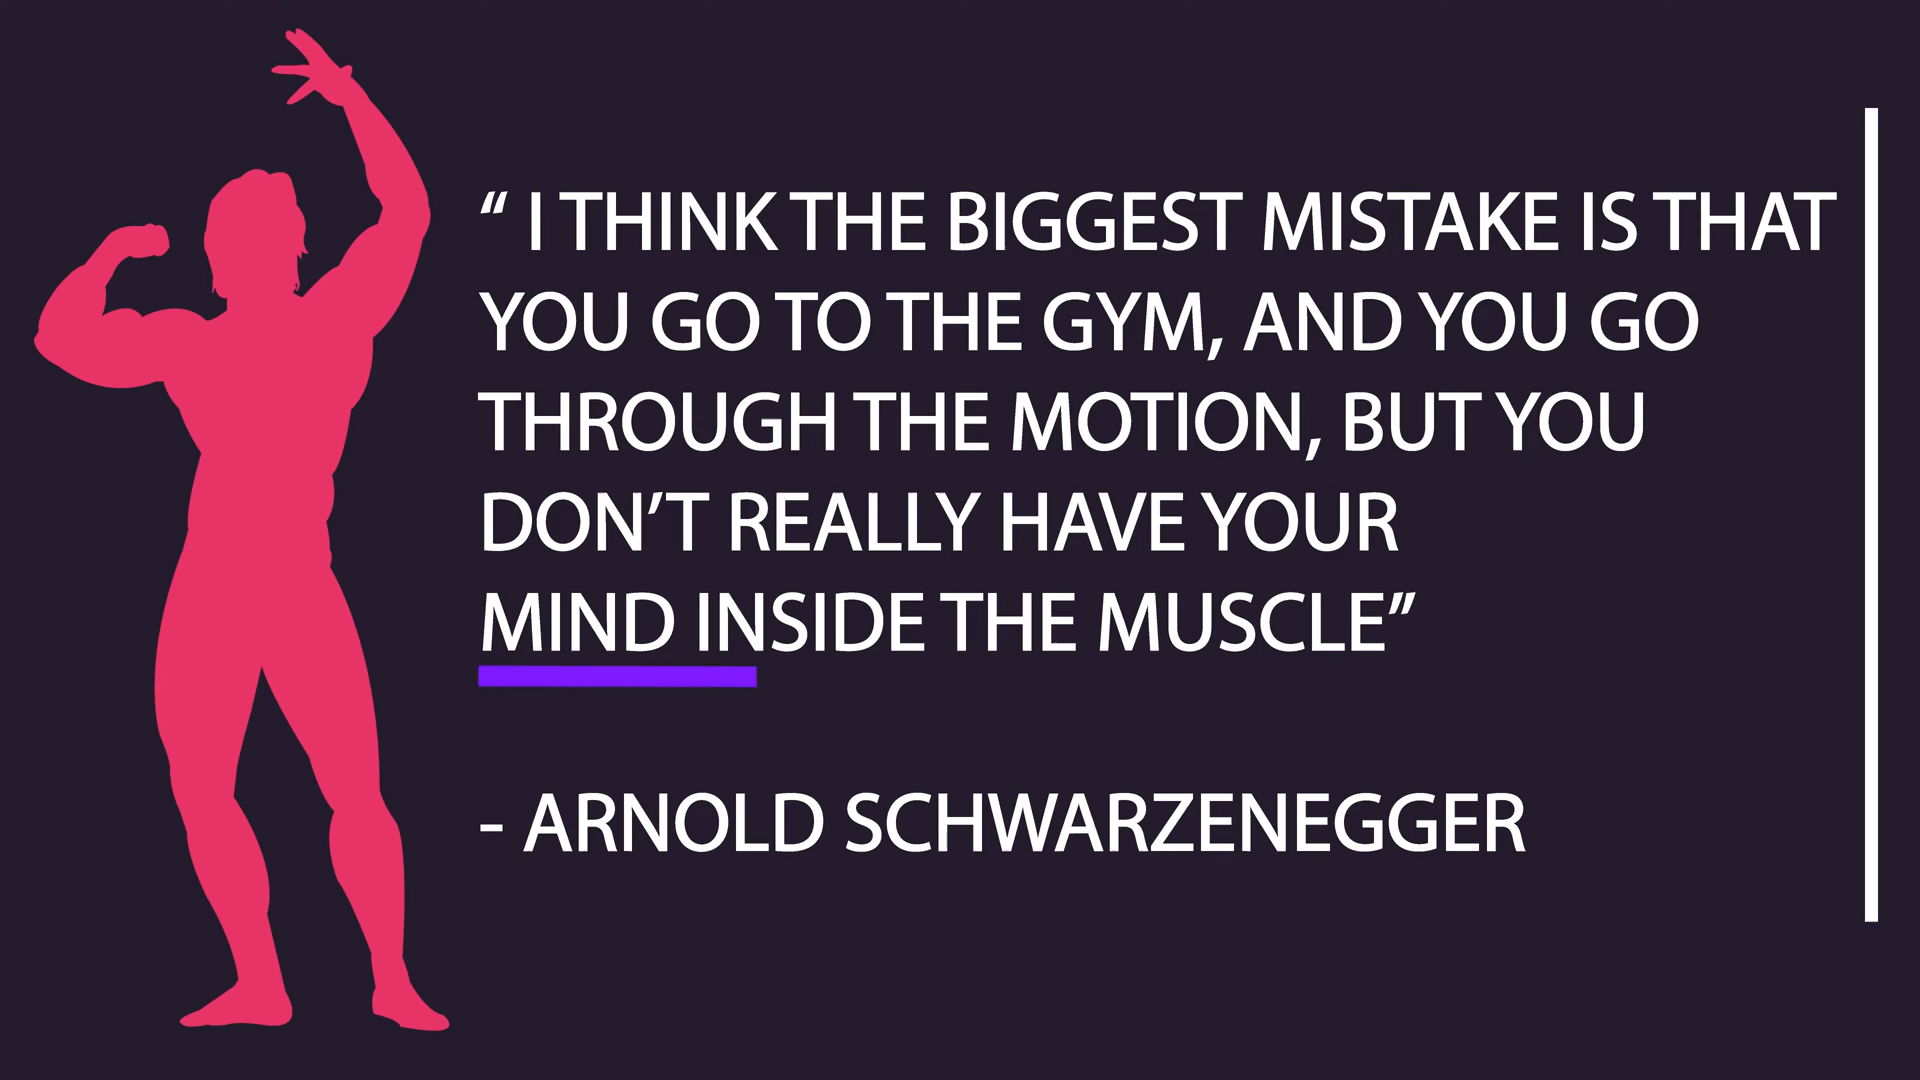 “ I THINK THE BIGGEST MISTAKE IS THAT
YOU GO TO THE GYM, AND YOU GO
THROUGH THE MOTION, BUT YOU
DON’T REALLY HAVE YOUR
MIND INSIDE THE MUSCLE”
- ARNOLD SCHWARZENEGGER